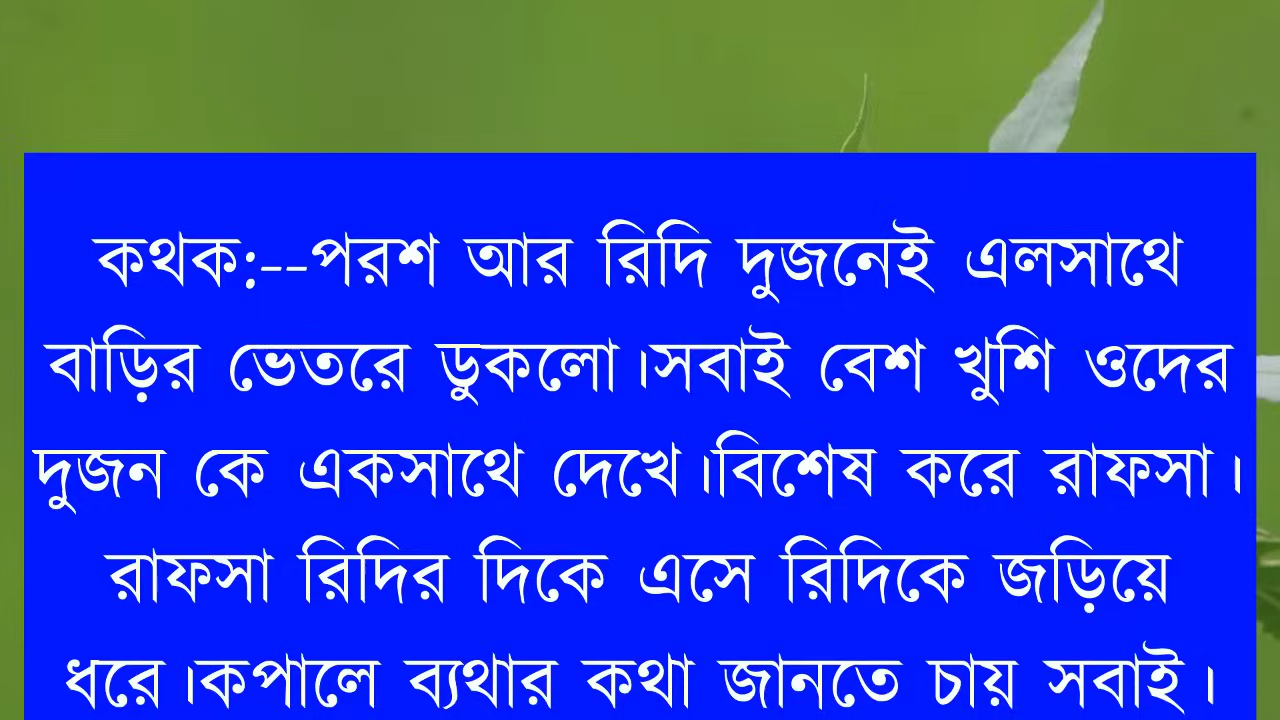 কথক:--পরশ আর রিদি দুজনেই এলসাথে
বাড়ির ভেতরে ডুকলো।সবাই বেশ খুশি ওদের
দুজন কে একসাথে দেখে।বিশেষ করে রাফসা।
রাফসা রিদির দিকে এসে রিদিকে জড়িয়ে
ধরে।কপালে ব্যথার কথা জানতে চায় সবাই।